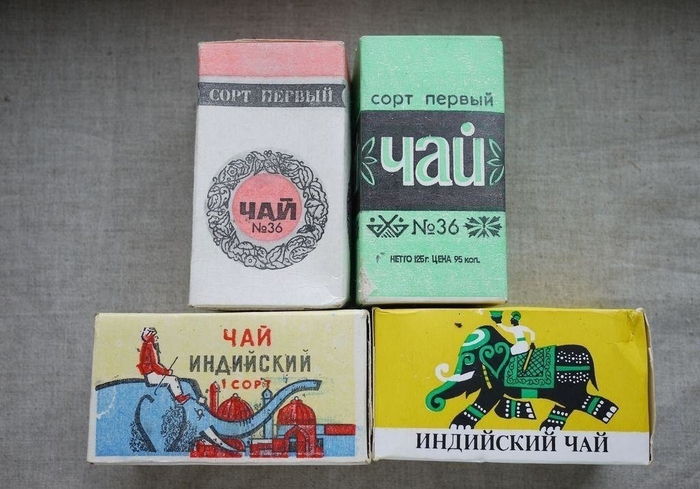 СОРТ ПЕРВЫЙ
ЧАЙ
№36
сорт первый
чай
№36
НЕТТО 125г. ЦЕНА 95 коп.
ЧАЙ
ИНДИЙСКИЙ
1 СОРТ
ИНДИЙСКИЙ ЧАЙ